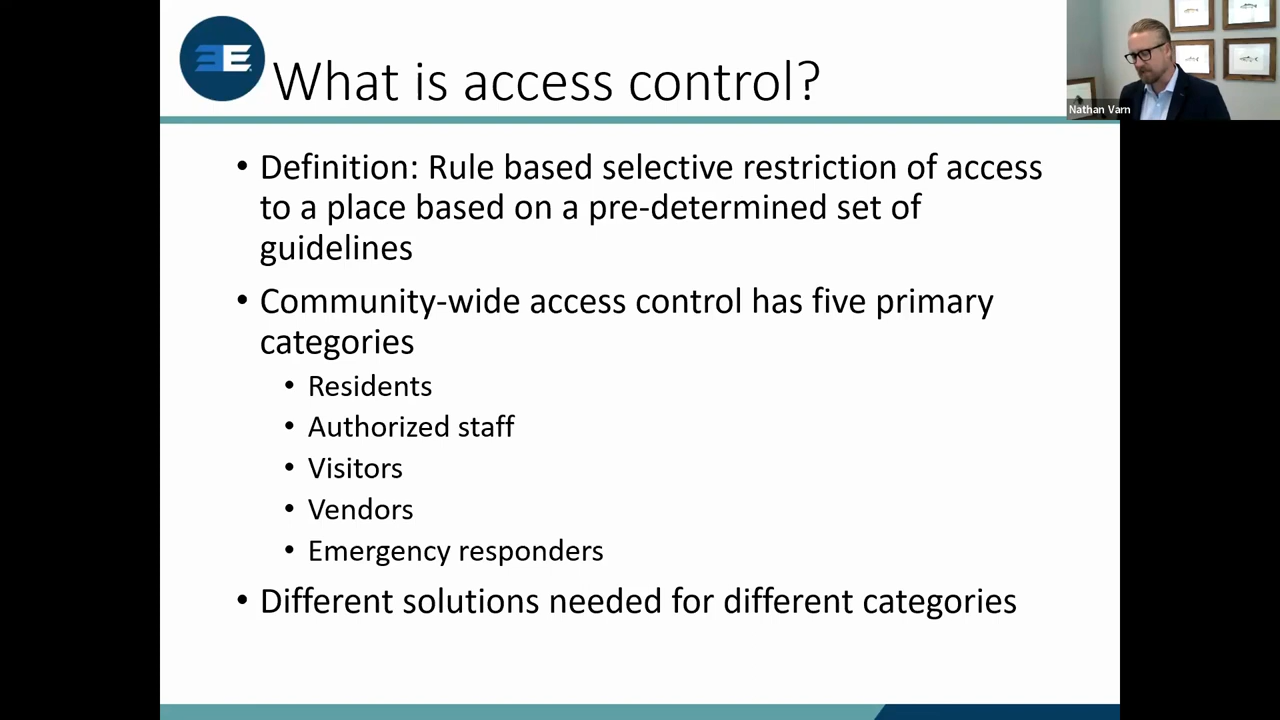 What is access control?
Nathan Varn
• Definition: Rule based selective restriction of access
to a place based on a pre-determined set of
guidelines
• Community-wide access control has five primary
categories
• Residents
• Authorized staff
• Visitors
• Vendors
• Emergency responders
• Different solutions needed for different categories